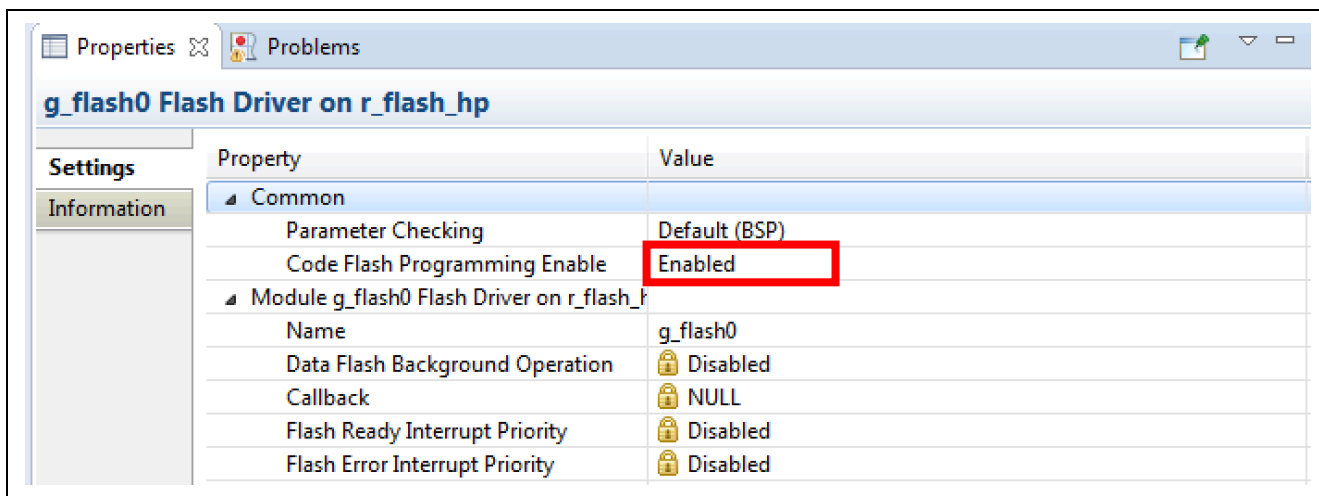 Properties Problems
g_flash0 Flash Driver on r_flash_hp
Settings
Information
Property Value
Common
Parameter Checking Default (BSP)
Code Flash Programming Enable Enabled
Module g_flash0 Flash Driver on r_flash_h
Name g_flash0
Data Flash Background Operation Disabled
Callback NULL
Flash Ready Interrupt Priority Disabled
Flash Error Interrupt Priority Disabled